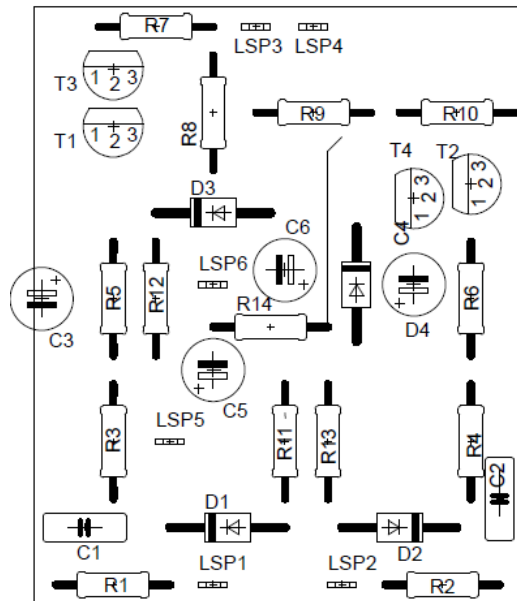 R7
LSP3
LSP4
T3
1 2 3
R8
R9
R10
T1
1 2 3
T4
T2
1 2 3
1 2 3
D3
C6
C4
LSP6
R5
R12
R14
R6
C3
D4
C5
R3
LSP5
R11
R13
R4
C2
D1
C1
D2
LSP1
LSP2
R1
R2